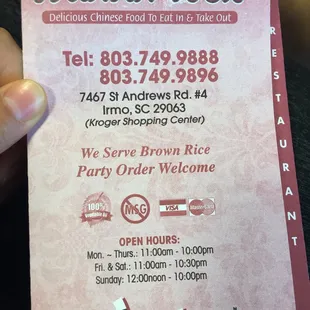 Delicious Chinese Food To Eat In & Take Out
Tel: 803.749.9888
803.749.9896
7467 St Andrews Rd. #4
Irmo, SC 29063
(Kroger Shopping Center)
We Serve Brown Rice
Party Order Welcome
100%
MSG
VISA
MasterCard
OPEN HOURS:
Mon. ~ Thurs.: 11:00am - 10:00pm
Fri. & Sat.: 11:00am - 10:30pm
Sunday: 12:00noon - 10:00pm
RESTAURANT